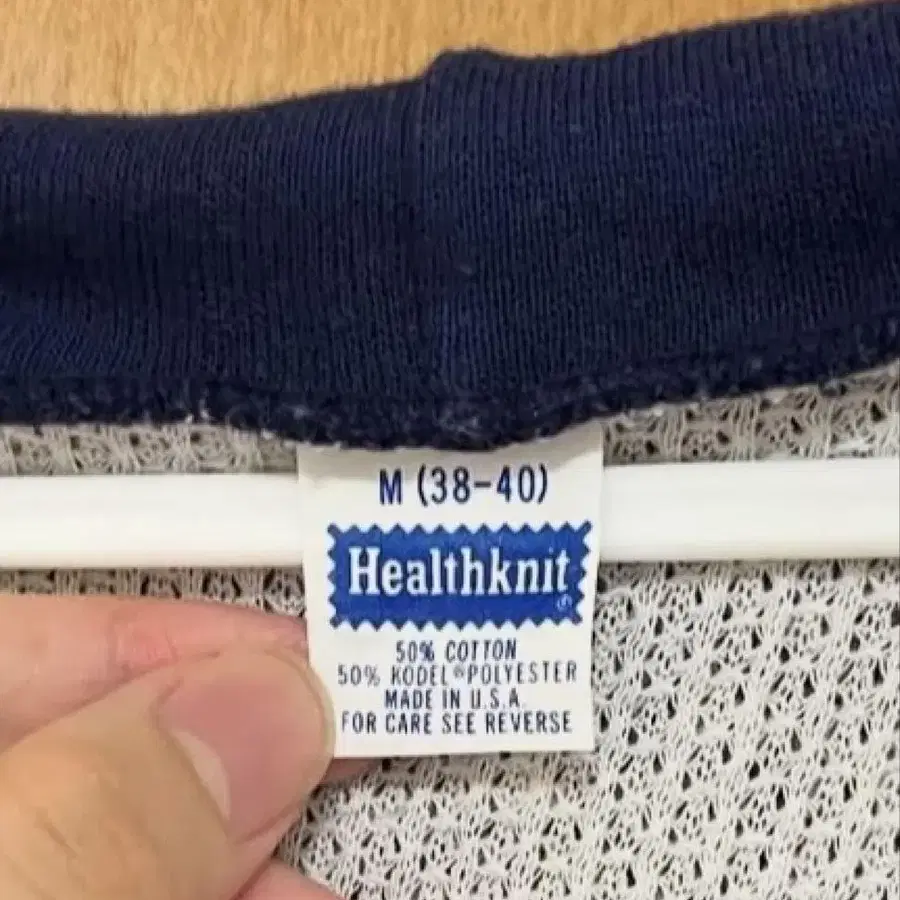 M (38-40)
Healthknit
50% COTTON
50% KODEL® POLYESTER
MADE IN U.S.A.
FOR CARE SEE REVERSE